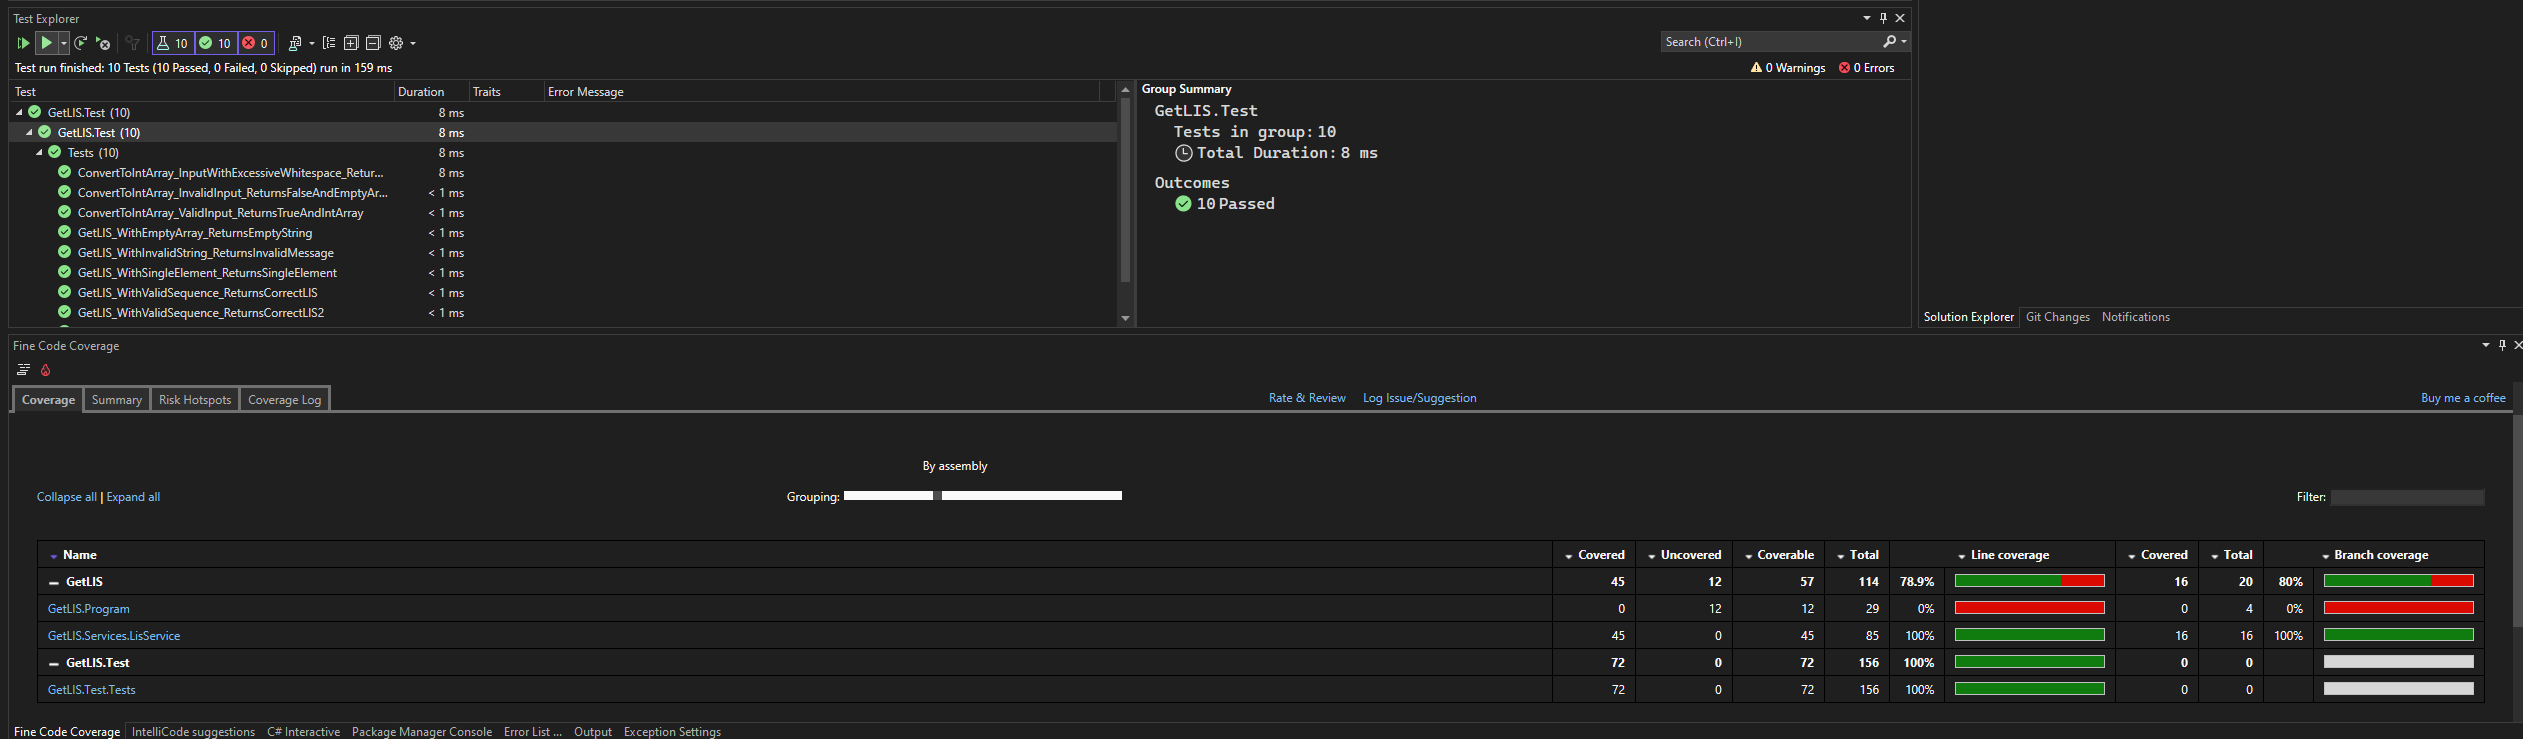 Test Explorer
10 10 0
Search (Ctrl+I)
Test run finished: 10 Tests (10 Passed, 0 Failed, 0 Skipped) run in 159 ms
0 Warnings 0 Errors
Test Duration Traits Error Message
GetLIS.Test (10) 8 ms
GetLIS.Test (10) 8 ms
Tests (10) 8 ms
ConvertToIntArray_InputWithExcessiveWhitespace_Retur... 8 ms
ConvertToIntArray_InvalidInput_ReturnsFalseAndEmptyAr... < 1 ms
ConvertToIntArray_ValidInput_ReturnsTrueAndIntArray < 1 ms
GetLIS_WithEmptyArray_ReturnsEmptyString < 1 ms
GetLIS_WithInvalidString_ReturnsInvalidMessage < 1 ms
GetLIS_WithSingleElement_ReturnsSingleElement < 1 ms
GetLIS_WithValidSequence_ReturnsCorrectLIS < 1 ms
GetLIS_WithValidSequence_ReturnsCorrectLIS2 < 1 ms
Group Summary
GetLIS.Test
Tests in group: 10
Total Duration: 8 ms
Outcomes
10 Passed
Solution Explorer Git Changes Notifications
Fine Code Coverage
Coverage Summary Risk Hotspots Coverage Log
Rate & Review Log Issue/Suggestion
Buy me a coffee
By assembly
Collapse all | Expand all
Grouping:
Filter:
Name Covered Uncovered Coverable Total Line coverage Covered Total Branch coverage
GetLIS 45 12 57 114 78.9% 16 20 80%
GetLIS.Program 0 12 12 29 0% 0 4 0%
GetLIS.Services.LisService 45 0 45 85 100% 16 16 100%
GetLIS.Test 72 0 72 156 100% 0 0
GetLIS.Test.Tests 72 0 72 156 100% 0 0
Fine Code Coverage IntelliCode suggestions C# Interactive Package Manager Console Error List ... Output Exception Settings